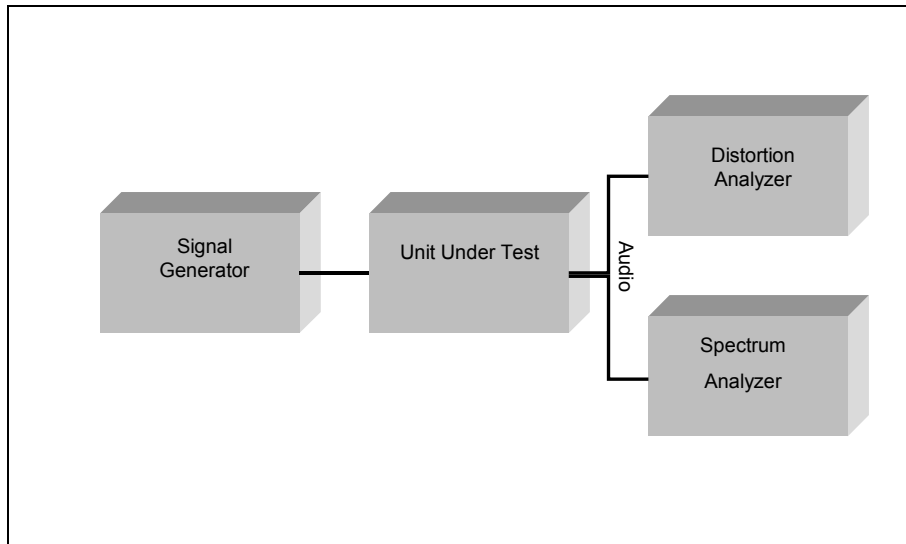 Signal
Generator
Unit Under Test
Audio
Distortion
Analyzer
Spectrum
Analyzer